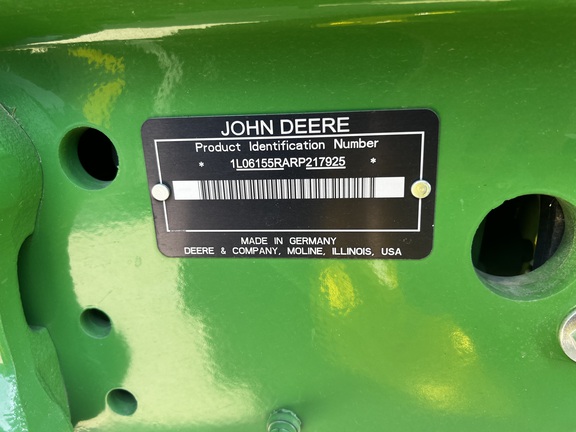 JOHN DEERE
Product Identification Number
* 1L06155RARP217925 *
MADE IN GERMANY
DEERE & COMPANY, MOLINE, ILLINOIS, USA